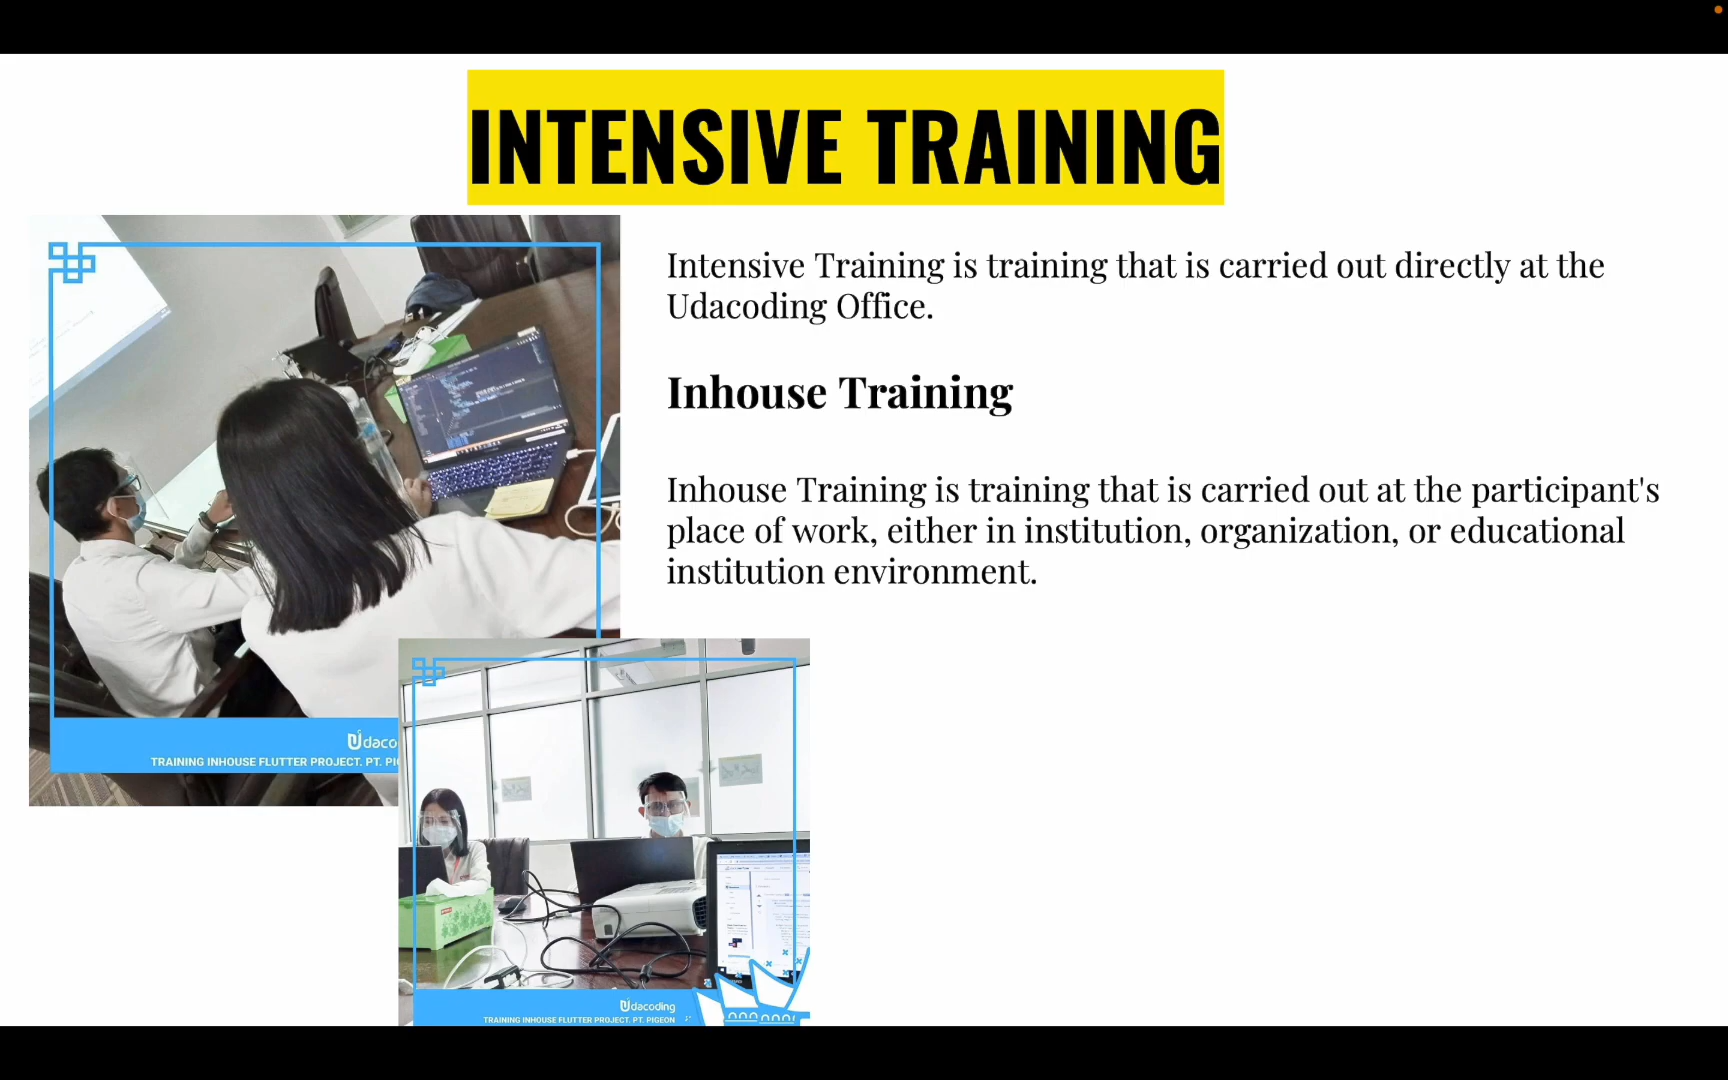 INTENSIVE TRAINING
Intensive Training is training that is carried out directly at the
Udacoding Office.
Inhouse Training
Inhouse Training is training that is carried out at the participant's
place of work, either in institution, organization, or educational
institution environment.
Udaco
TRAINING INHOUSE FLUTTER PROJECT. PT. PI
Udacoding
TRAINING INHOUSE FLUTTER PROJECT. PT. PIGEON